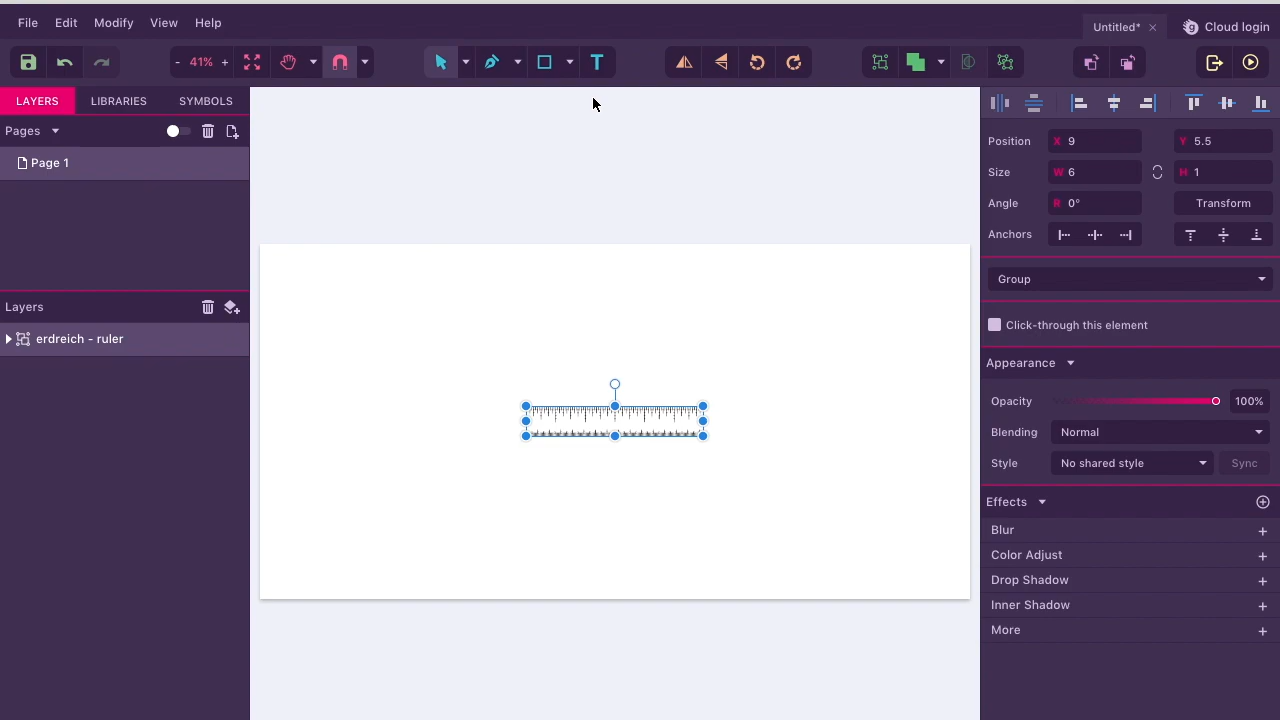 File Edit Modify View Help
Untitled* Cloud login
- 41% + T
LAYERS LIBRARIES SYMBOLS
Pages
Page 1
Layers
erdreich - ruler
Position X 9 Y 5.5
Size W 6 H 1
Angle R 0° Transform
Anchors
Group
Click-through this element
Appearance
Opacity 100%
Blending Normal
Style No shared style Sync
Effects
Blur +
Color Adjust +
Drop Shadow +
Inner Shadow +
More +